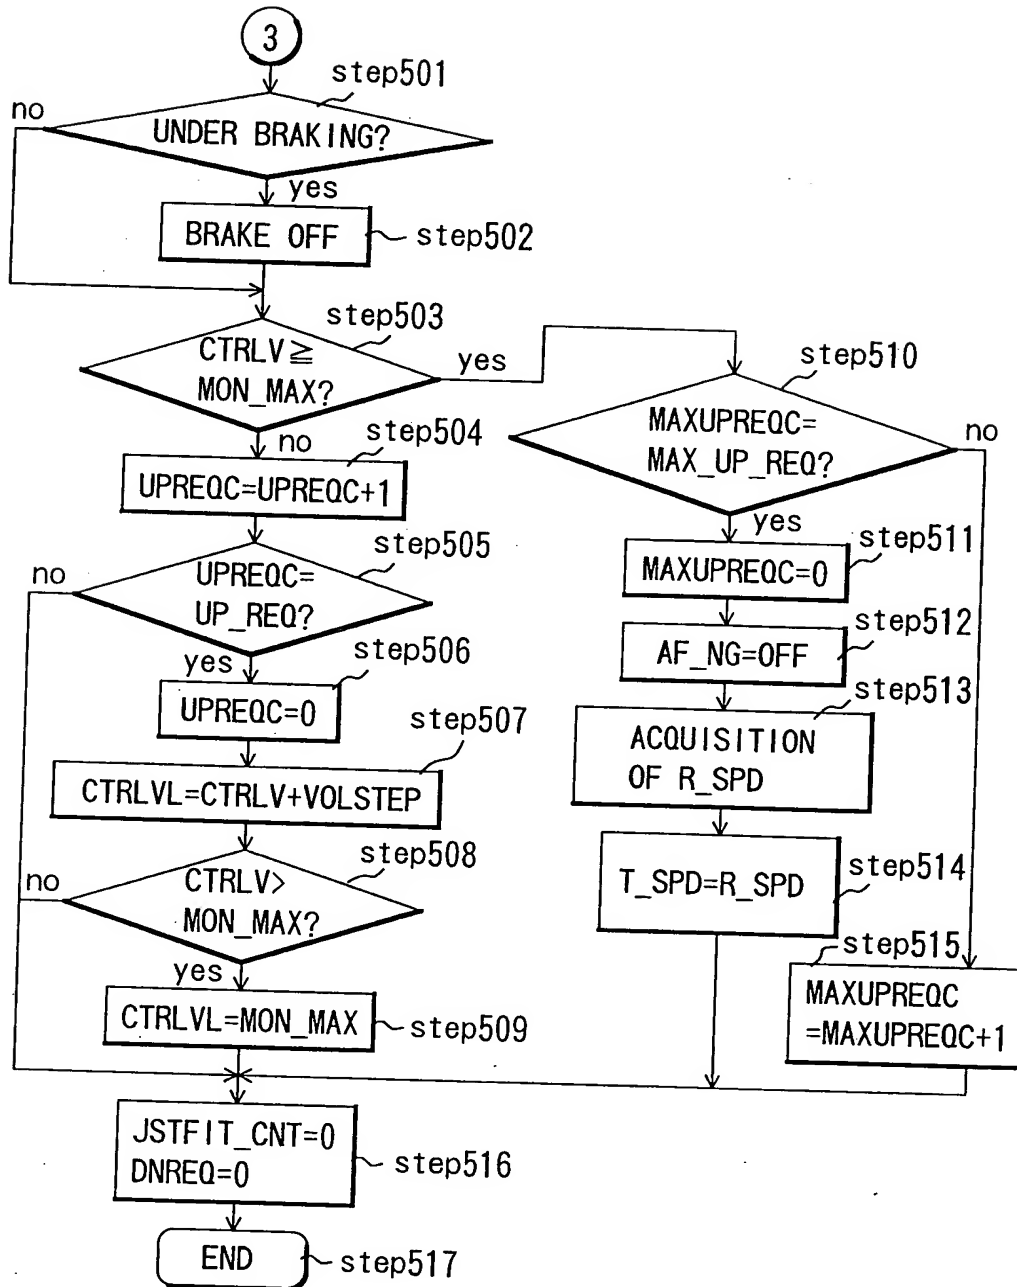 3
step501
no
UNDER BRAKING?
yes
BRAKE OFF
step502
step503
CTRLV≧
MON_MAX?
yes
no
step504
UPREQC=UPREQC+1
step505
no
UPREQC=
UP_REQ?
yes
step506
UPREQC=0
step507
CTRLVL=CTRLV+VOLSTEP
step508
no
CTRLV>
MON_MAX?
yes
CTRLVL=MON_MAX
step509
step510
MAXUPREQC=
MAX_UP_REQ?
no
yes
step511
MAXUPREQC=0
step512
AF_NG=OFF
step513
ACQUISITION
OF R_SPD
step514
T_SPD=R_SPD
step515
MAXUPREQC
=MAXUPREQC+1
JSTFIT_CNT=0
DNREQ=0
step516
END
step517